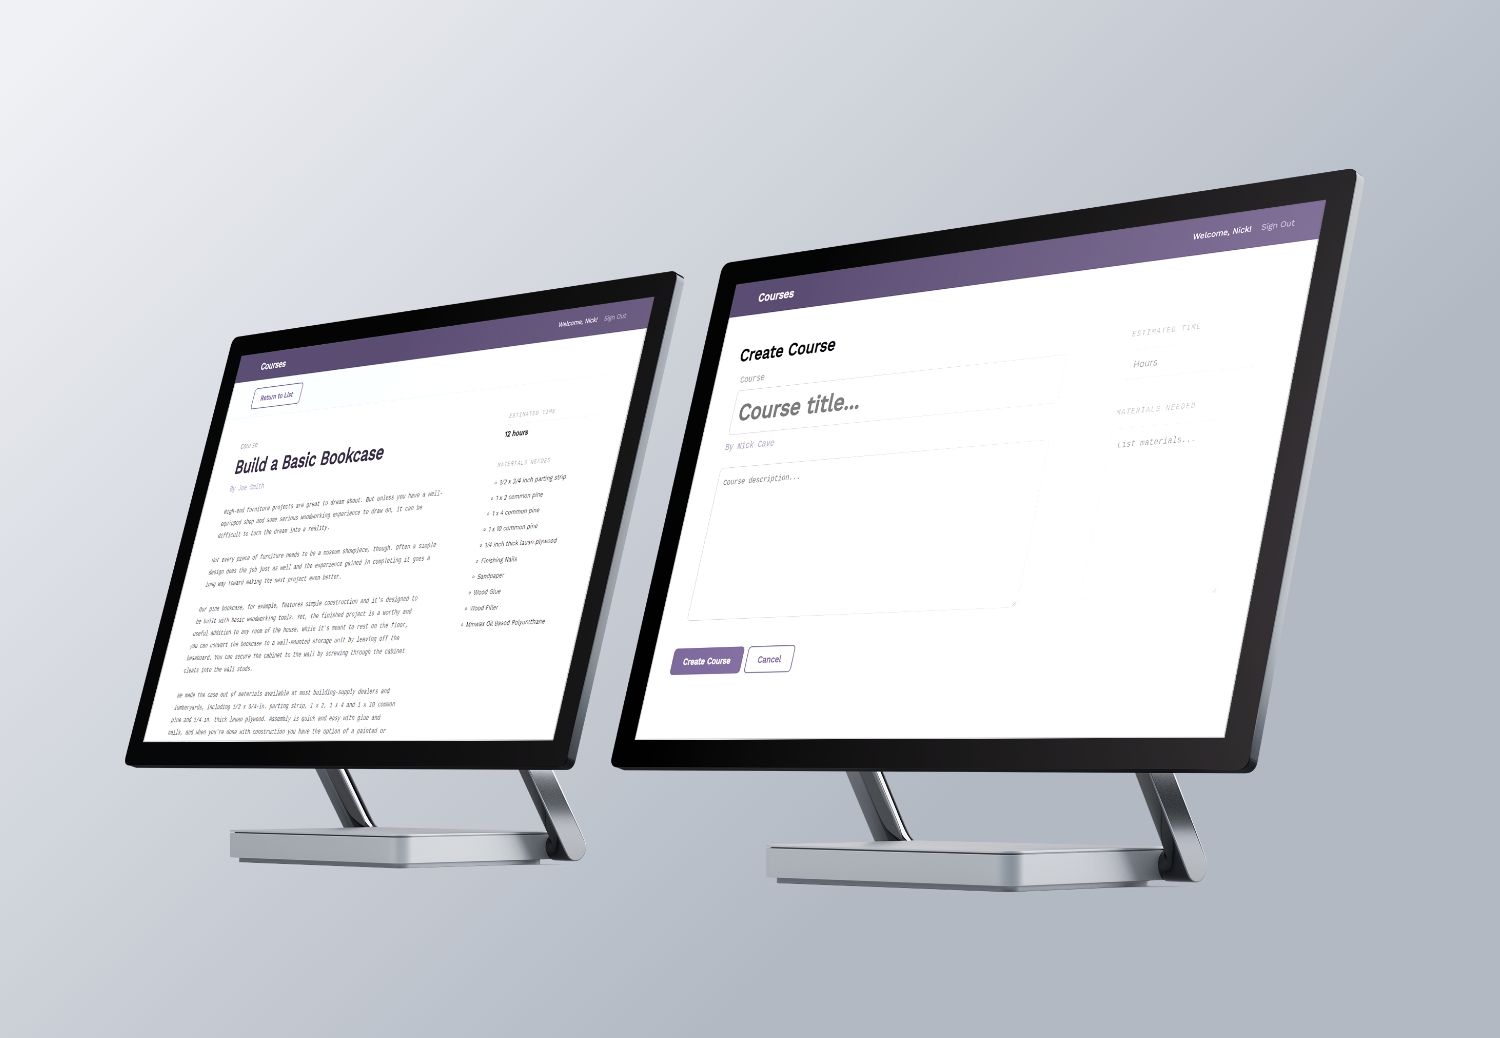 Courses
Welcome, Nick!
Sign Out
Return to List
Course
Build a Basic Bookcase
By Joe Smith
High-end furniture projects are great to dream about. But unless you have a well-
equipped shop and some serious woodworking experience to draw on, it can be
difficult to turn the dream into a reality.
Not every piece of furniture needs to be a museum showpiece, though. Often a simple
design does the job just as well and the experience gained in completing it goes a
long way toward making the next project even better.
Our pine bookcase, for example, features simple construction and it's designed to
be built with basic woodworking tools. Yet, the finished project is a worthy and
useful addition to any room of the house. While it's meant to rest on the floor,
you can convert the bookcase to a wall-mounted storage unit by leaving off the
baseboard. You can secure the cabinet to the wall by screwing through the cabinet
cleats into the wall studs.
We made the case out of materials available at most building-supply dealers and
lumberyards, including 1/2 x 3/4-in. parting strip, 1 x 2, 1 x 4 and 1 x 10 common
pine and 1/4-in. thick lauan plywood. Assembly is quick and easy with glue and
nails, and when you're done with construction you have the option of a painted or
ESTIMATED TIME
12 hours
MATERIALS NEEDED
1/2 x 3/4 inch parting strip
1 x 2 common pine
1 x 4 common pine
1 x 10 common pine
1/4 inch thick lauan plywood
Finishing Nails
Sandpaper
Wood Glue
Wood Filler
Minwax Oil Based Polyurethane
Courses
Welcome, Nick!
Sign Out
Create Course
Course
Course title...
By Nick Cave
Course description...
Create Course
Cancel
ESTIMATED TIME
Hours
MATERIALS NEEDED
List materials...